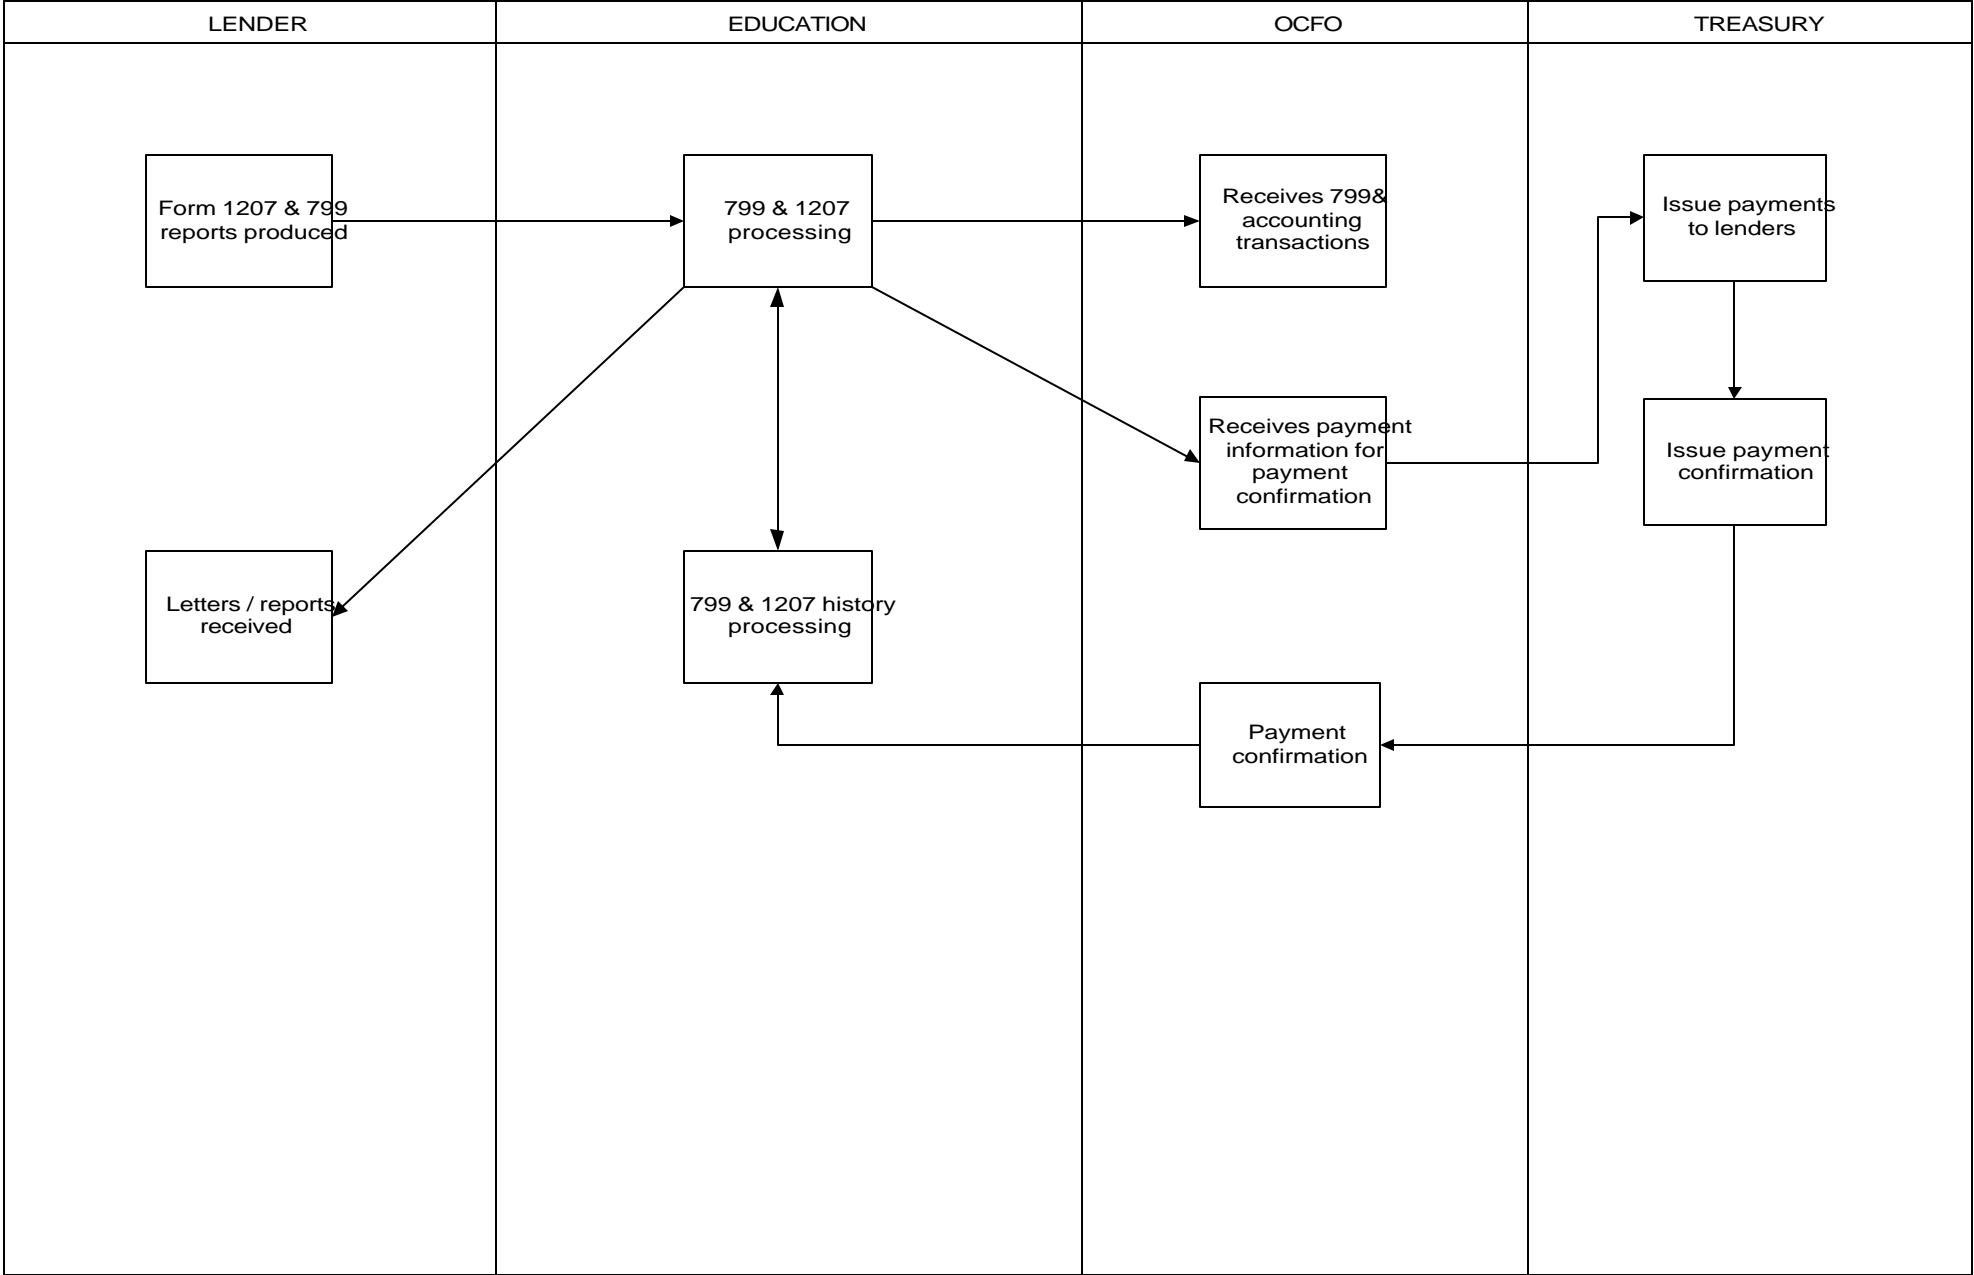 LENDER
EDUCATION
OCFO
TREASURY
Form 1207 & 799
reports produced
799 & 1207
processing
Receives 799&
accounting
transactions
Issue payments
to lenders
Receives payment
information for
payment
confirmation
Issue payment
confirmation
Letters / reports
received
799 & 1207 history
processing
Payment
confirmation